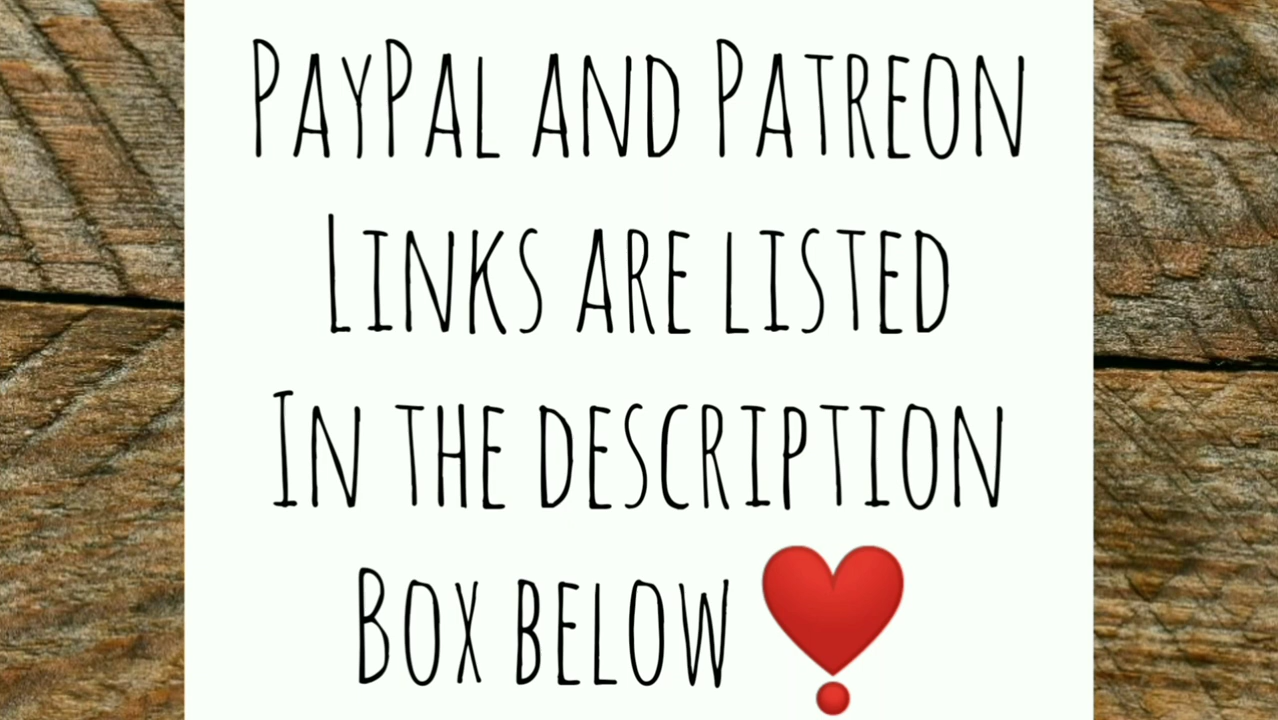 PayPal and Patreon
Links are listed
In the description
Box below ❣️